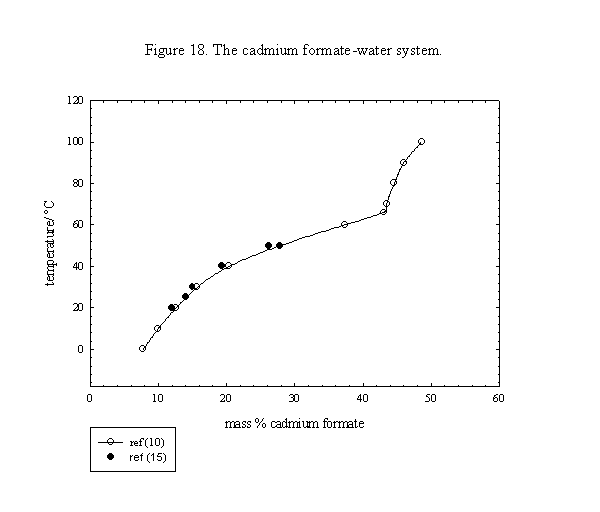 Figure 18. The cadmium formate-water system.
120
100
80
60
40
20
0
temperature/ °C
0 10 20 30 40 50 60
mass % cadmium formate
ref (10)
ref (15)